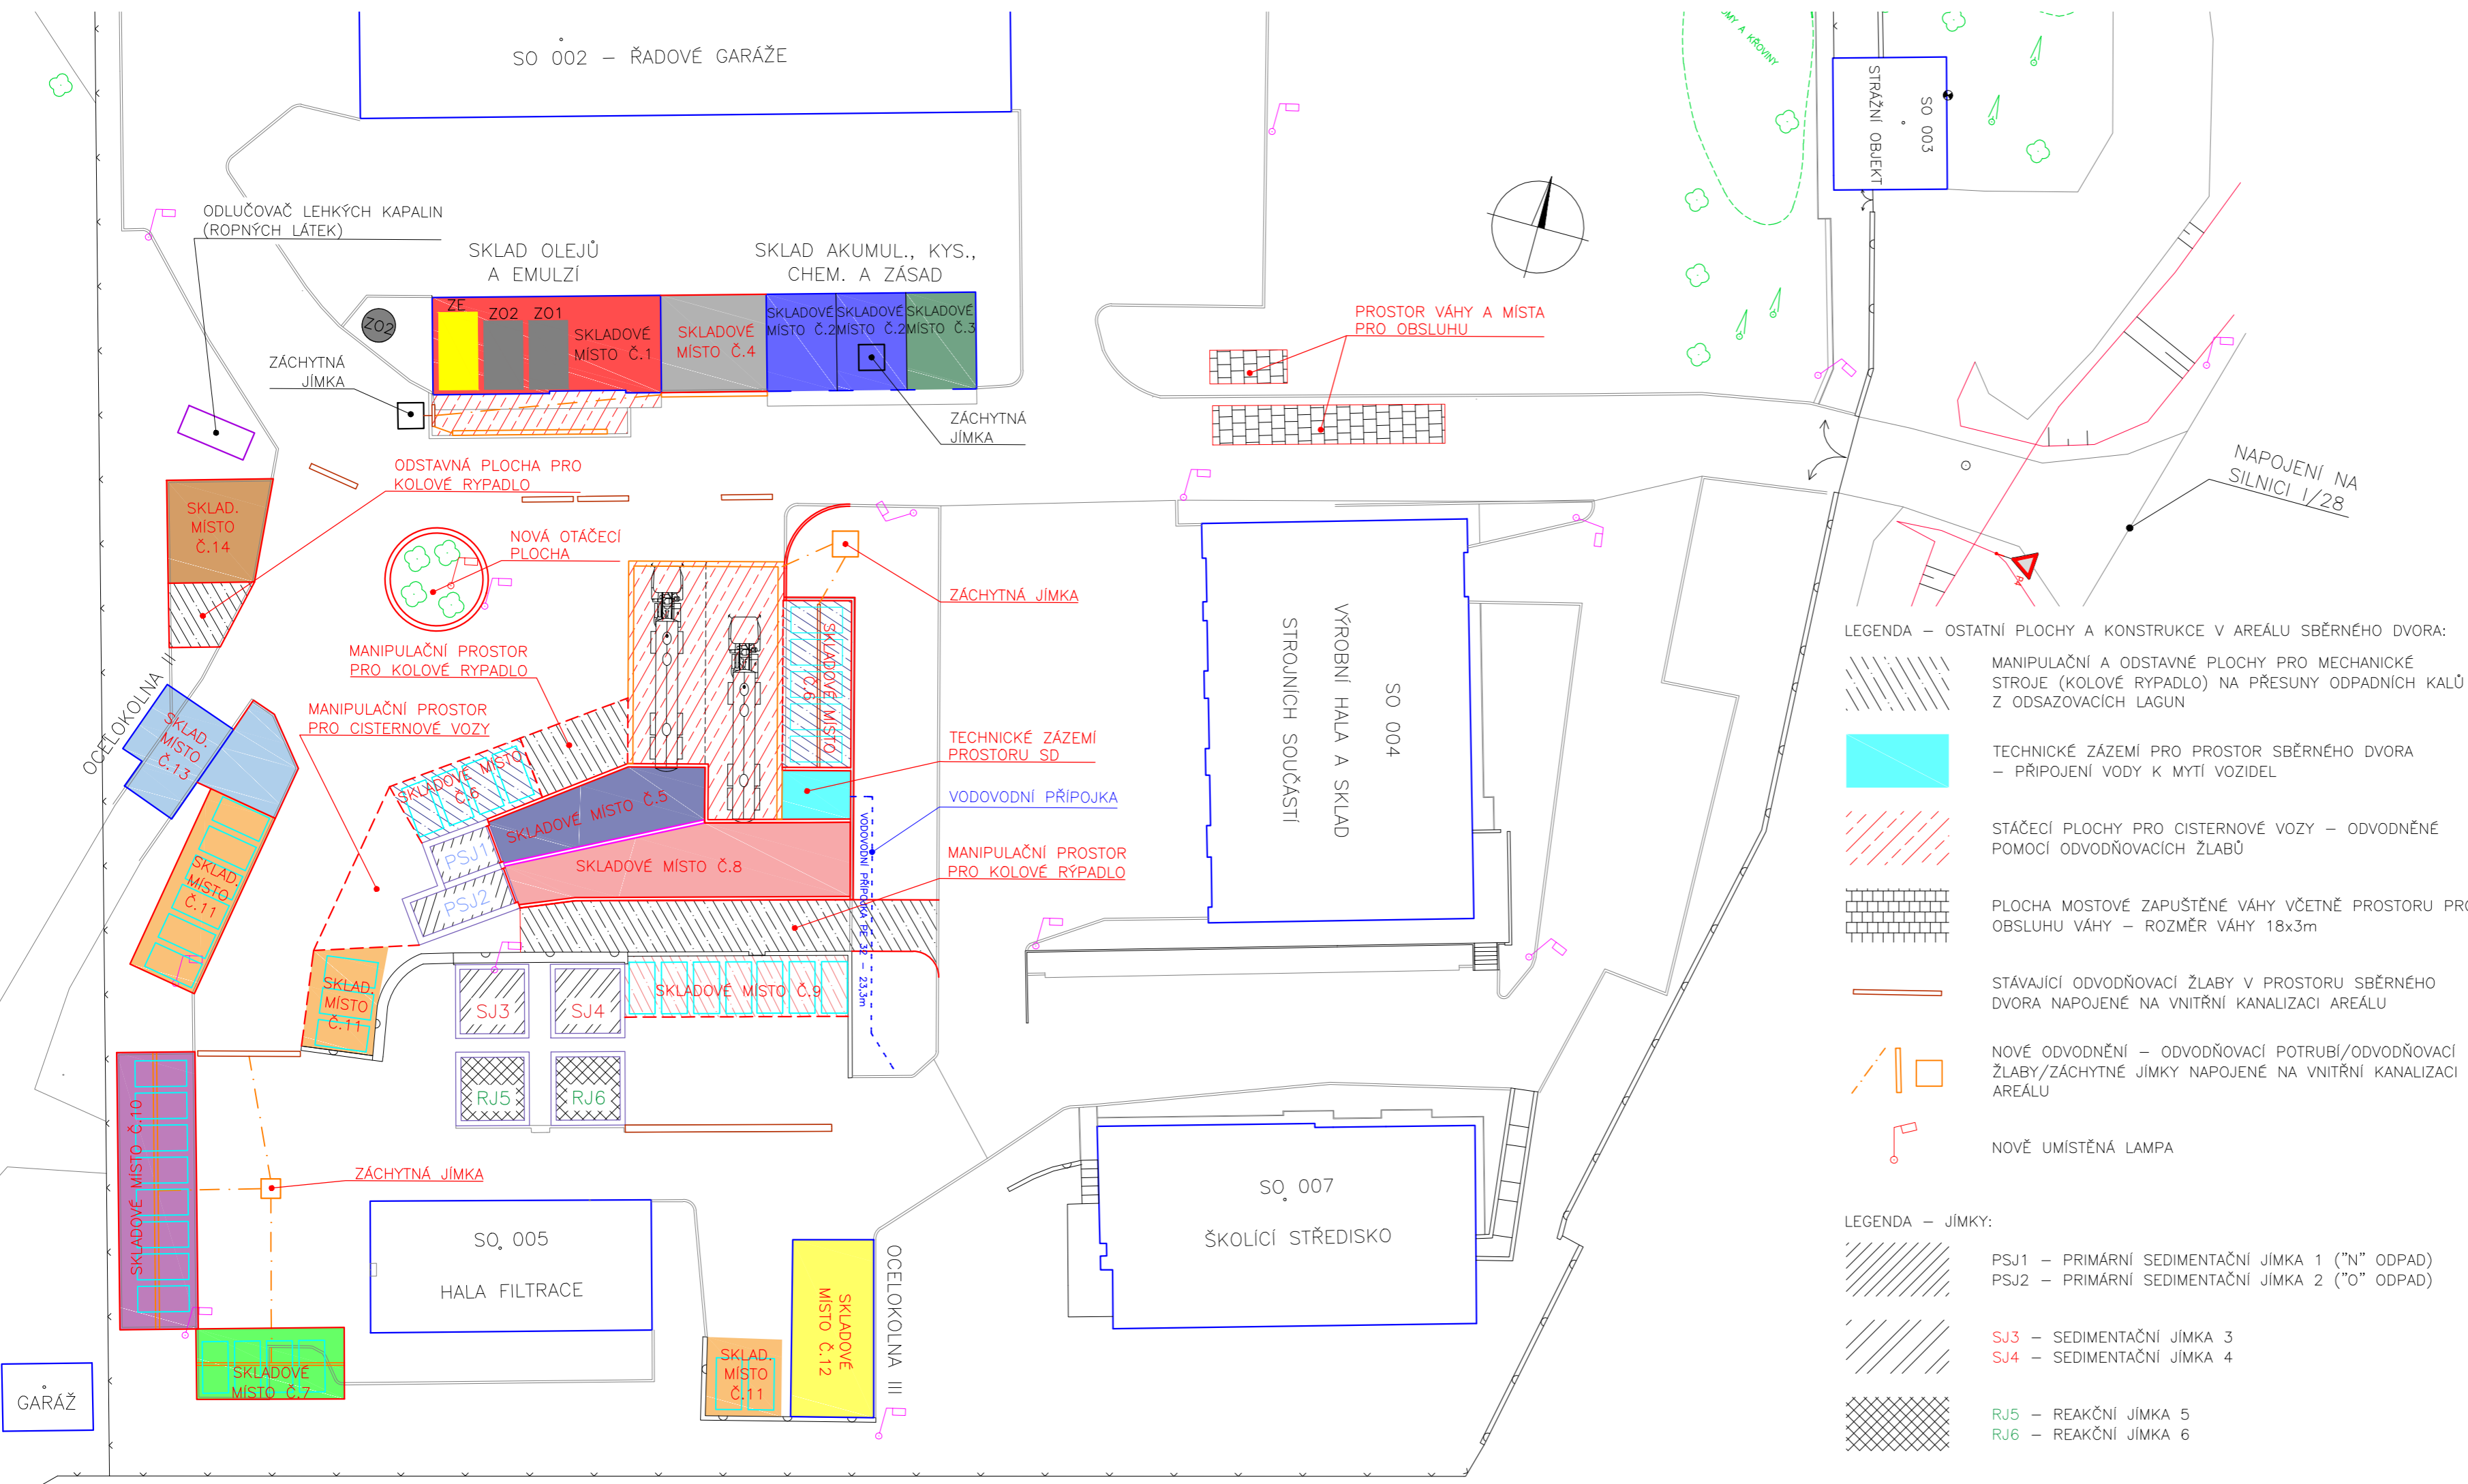 SO 002 – ŘADOVÉ GARÁŽE
STROMY A KŘOVINY
STRÁŽNÍ OBJEKT
SO 003
ODLUČOVAČ LEHKÝCH KAPALIN
(ROPNÝCH LÁTEK)
SKLAD OLEJŮ
A EMULZÍ
SKLAD AKUMUL., KYS.,
CHEM. A ZÁSAD
ZE
ZO2
ZO1
ZO2
SKLADOVÉ
MÍSTO Č.1
SKLADOVÉ
MÍSTO Č.4
SKLADOVÉ
MÍSTO Č.2
SKLADOVÉ
MÍSTO Č.2
SKLADOVÉ
MÍSTO Č.3
PROSTOR VÁHY A MÍSTA
PRO OBSLUHU
ZÁCHYTNÁ
JÍMKA
ZÁCHYTNÁ
JÍMKA
ODSTAVNÁ PLOCHA PRO
KOLOVÉ RYPADLO
NAPOJENÍ NA
SILNICI I/28
SKLAD.
MÍSTO
Č.14
NOVÁ OTÁČECÍ
PLOCHA
P4
ZÁCHYTNÁ JÍMKA
MANIPULAČNÍ PROSTOR
PRO KOLOVÉ RYPADLO
SKLADOVÉ MÍSTO
Č.6
STROJNÍCH SOUČÁSTÍ
VÝROBNÍ HALA A SKLAD
SO 004
OCELOKOLNA II
MANIPULAČNÍ PROSTOR
PRO CISTERNOVÉ VOZY
SKLAD.
MÍSTO
Č.13
TECHNICKÉ ZÁZEMÍ
PROSTORU SD
SKLADOVÉ MÍSTO
Č.6
SKLADOVÉ MÍSTO Č.5
VODOVODNÍ PŘÍPOJKA
VODOVODNÍ PŘÍPOJKA PE 32 – 23,3m
PSJ1
SKLADOVÉ MÍSTO Č.8
MANIPULAČNÍ PROSTOR
PRO KOLOVÉ RÝPADLO
SKLAD.
MÍSTO
Č.11
PSJ2
SKLAD.
MÍSTO
Č.11
SJ3
SJ4
SKLADOVÉ MÍSTO Č.9
RJ5
RJ6
SKLADOVÉ MÍSTO Č.10
ZÁCHYTNÁ JÍMKA
SO 005
HALA FILTRACE
SO 007
ŠKOLÍCÍ STŘEDISKO
OCELOKOLNA III
SKLADOVÉ
MÍSTO Č.12
SKLAD.
MÍSTO
Č.11
SKLADOVÉ
MÍSTO Č.7
GARÁŽ
LEGENDA – OSTATNÍ PLOCHY A KONSTRUKCE V AREÁLU SBĚRNÉHO DVORA:
MANIPULAČNÍ A ODSTAVNÉ PLOCHY PRO MECHANICKÉ
STROJE (KOLOVÉ RYPADLO) NA PŘESUNY ODPADNÍCH KALŮ
Z ODSAZOVACÍCH LAGUN
TECHNICKÉ ZÁZEMÍ PRO PROSTOR SBĚRNÉHO DVORA
– PŘIPOJENÍ VODY K MYTÍ VOZIDEL
STÁČECÍ PLOCHY PRO CISTERNOVÉ VOZY – ODVODNĚNÉ
POMOCÍ ODVODŇOVACÍCH ŽLABŮ
PLOCHA MOSTOVÉ ZAPUŠTĚNÉ VÁHY VČETNĚ PROSTORU PRO
OBSLUHU VÁHY – ROZMĚR VÁHY 18x3m
STÁVAJÍCÍ ODVODŇOVACÍ ŽLABY V PROSTORU SBĚRNÉHO
DVORA NAPOJENÉ NA VNITŘNÍ KANALIZACI AREÁLU
NOVÉ ODVODNĚNÍ – ODVODŇOVACÍ POTRUBÍ/ODVODŇOVACÍ
ŽLABY/ZÁCHYTNÉ JÍMKY NAPOJENÉ NA VNITŘNÍ KANALIZACI
AREÁLU
NOVĚ UMÍSTĚNÁ LAMPA
LEGENDA – JÍMKY:
PSJ1 – PRIMÁRNÍ SEDIMENTAČNÍ JÍMKA 1 ("N" ODPAD)
PSJ2 – PRIMÁRNÍ SEDIMENTAČNÍ JÍMKA 2 ("O" ODPAD)
SJ3 – SEDIMENTAČNÍ JÍMKA 3
SJ4 – SEDIMENTAČNÍ JÍMKA 4
RJ5 – REAKČNÍ JÍMKA 5
RJ6 – REAKČNÍ JÍMKA 6